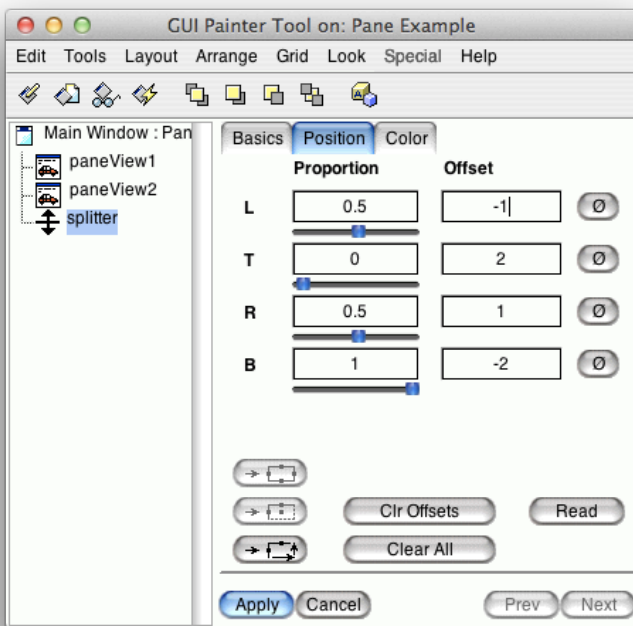 GUI Painter Tool on: Pane Example
Edit Tools Layout Arrange Grid Look Special Help
Main Window : Pan
paneView1
paneView2
splitter
Basics Position Color
Proportion Offset
L 0.5 -1 Ø
T 0 2 Ø
R 0.5 1 Ø
B 1 -2 Ø
Clr Offsets Read
Clear All
Apply Cancel Prev Next